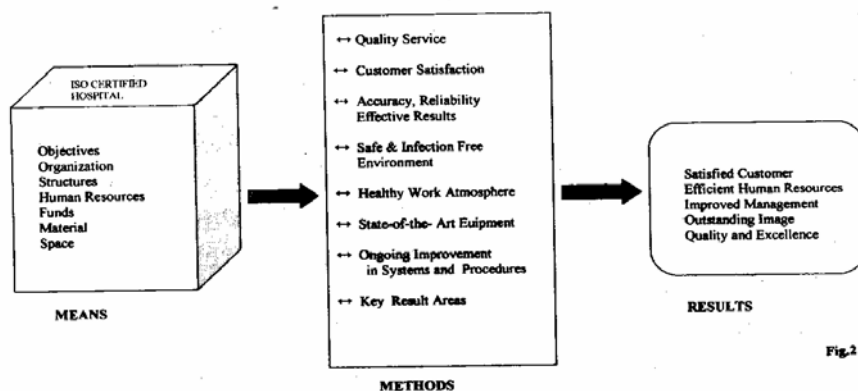 ISO CERTIFIED
HOSPITAL
Objectives
Organization
Structures
Human Resources
Funds
Material
Space
MEANS
↔ Quality Service
↔ Customer Satisfaction
↔ Accuracy, Reliability
Effective Results
↔ Safe & Infection Free
Environment
↔ Healthy Work Atmosphere
↔ State-of-the- Art Euipment
↔ Ongoing Improvement
in Systems and Procedures
↔ Key Result Areas
METHODS
Satisfied Customer
Efficient Human Resources
Improved Management
Outstanding Image
Quality and Excellence
RESULTS
Fig.2